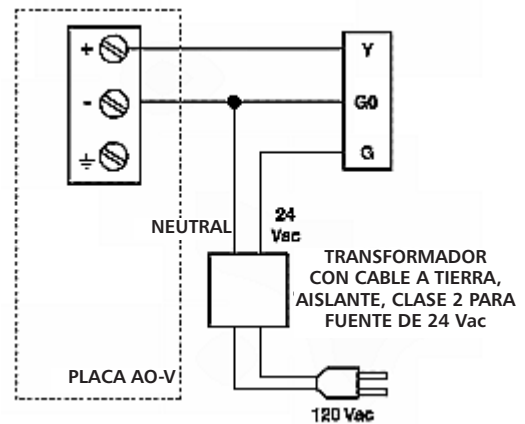 +
Y
-
G0
G
NEUTRAL
24
Vac
TRANSFORMADOR
CON CABLE A TIERRA,
AISLANTE, CLASE 2 PARA
FUENTE DE 24 Vac
PLACA AO-V
120 Vac